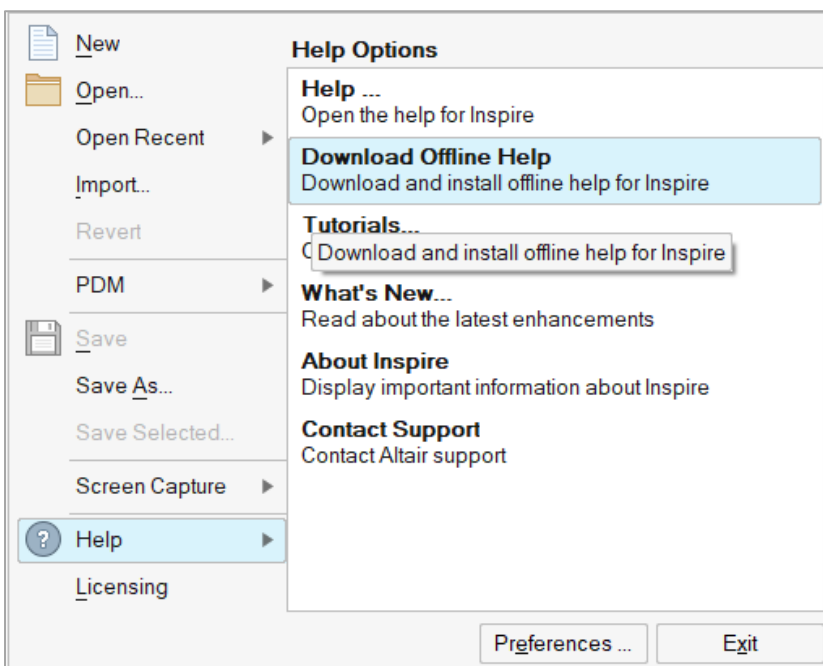 New
Open...
Open Recent
Import...
Revert
PDM
Save
Save As...
Save Selected...
Screen Capture
Help
Licensing
Help Options
Help ...
Open the help for Inspire
Download Offline Help
Download and install offline help for Inspire
Tutorials...
Download and install offline help for Inspire
What's New...
Read about the latest enhancements
About Inspire
Display important information about Inspire
Contact Support
Contact Altair support
Preferences ...
Exit